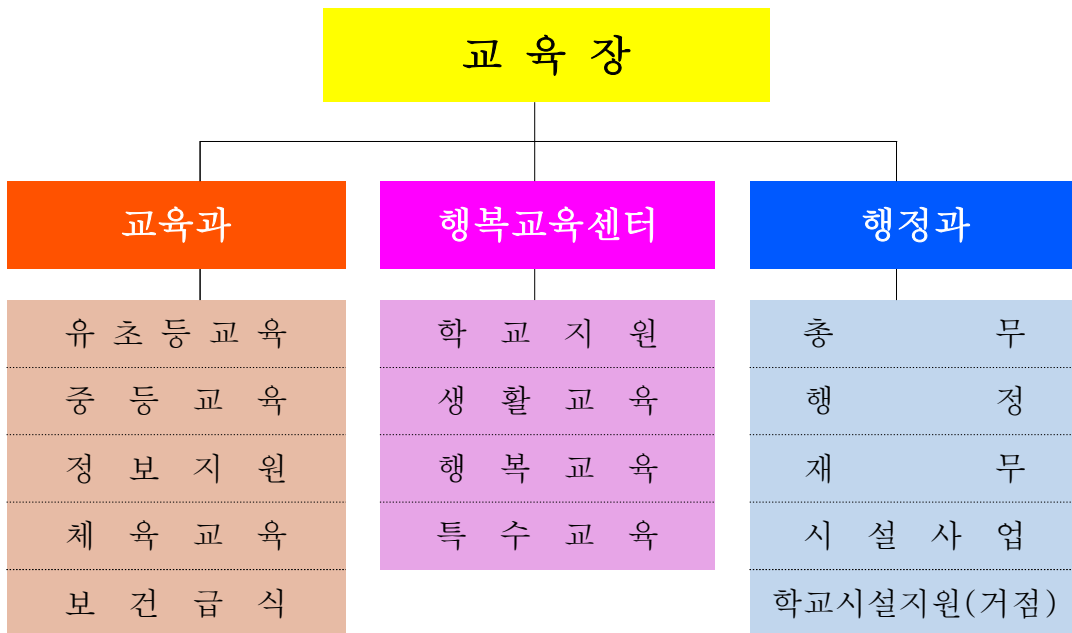 교 육 장
교육과
유 초 등 교 육
중 등 교 육
정 보 지 원
체 육 교 육
보 건 급 식
행복교육센터
학 교 지 원
생 활 교 육
행 복 교 육
특 수 교 육
행정과
총 무
행 정
재 무
시 설 사 업
학교시설지원(거점)